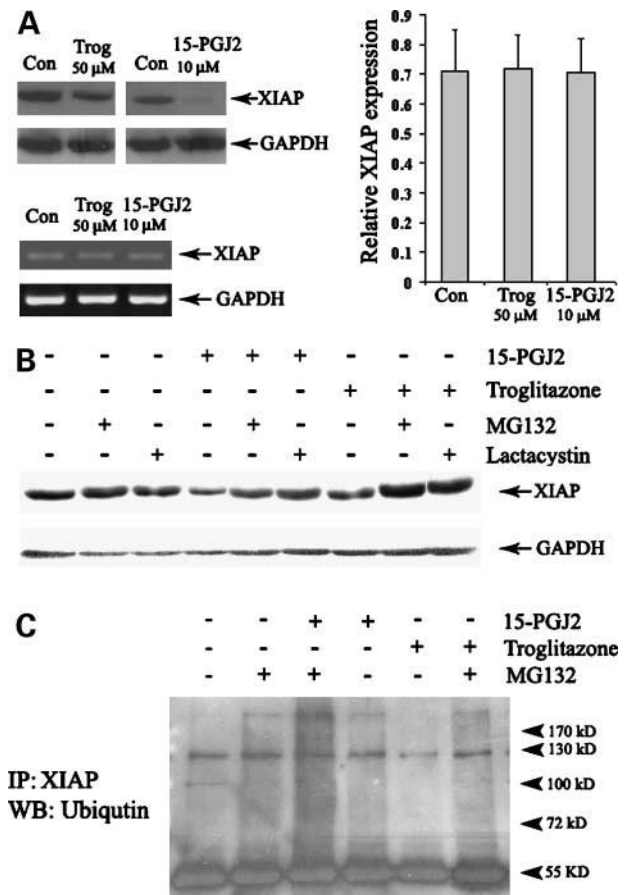 A
Con Trog 50 µM Con 15-PGJ2 10 µM
XIAP
GAPDH
Con Trog 50 µM 15-PGJ2 10 µM
XIAP
GAPDH
Relative XIAP expression
0.9
0.8
0.7
0.6
0.5
0.4
0.3
0.2
0.1
0
Con Trog 50 µM 15-PGJ2 10 µM
B
- - - + + + - - - 15-PGJ2
- - - - - - + + + Troglitazone
- + - - + - - + - MG132
- - + - - + - - + Lactacystin
XIAP
GAPDH
C
- - + + - - 15-PGJ2
- - - - + + Troglitazone
- + + - - + MG132
IP: XIAP
WB: Ubiqutin
170 kD
130 kD
100 kD
72 kD
55 KD